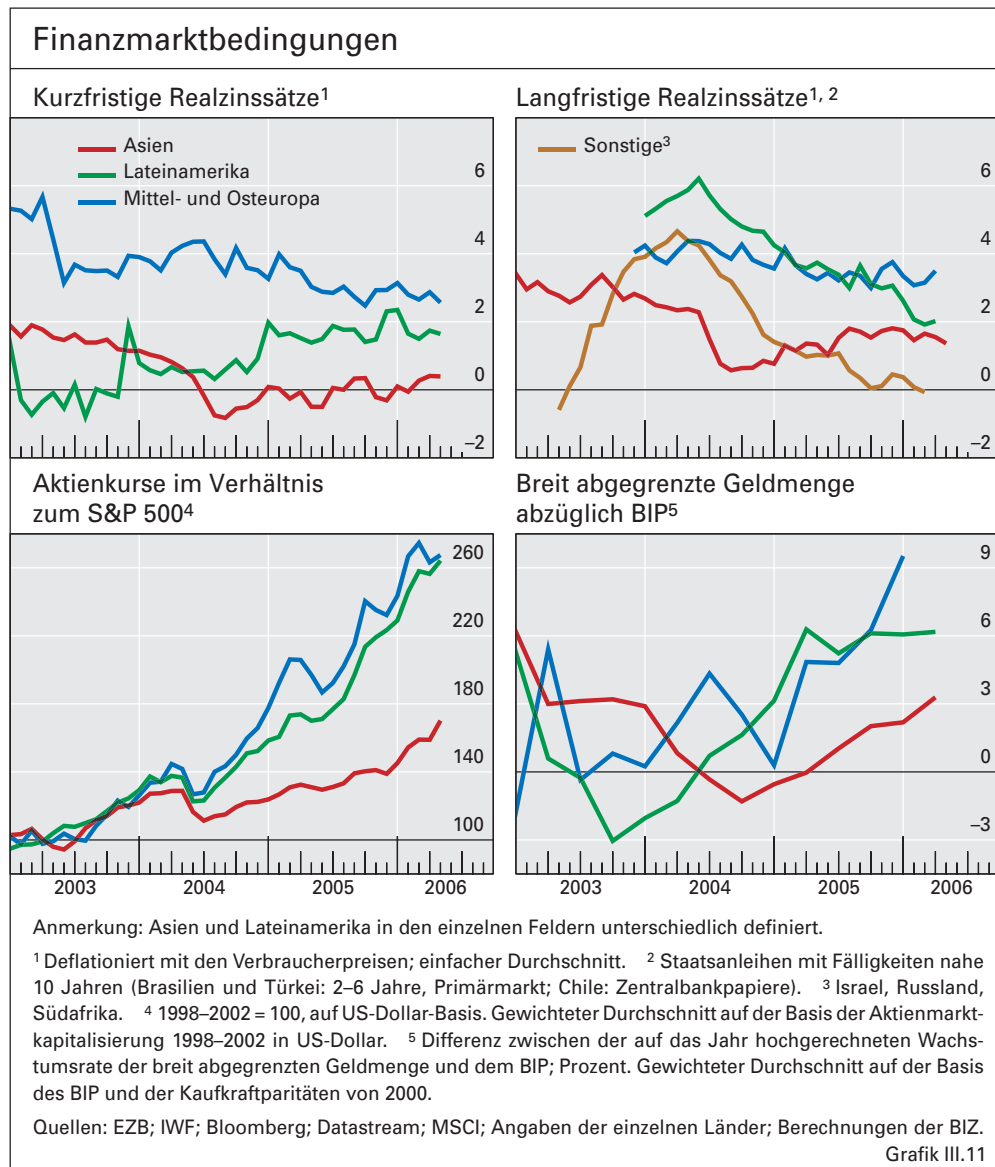 Finanzmarktbedingungen
Kurzfristige Realzinssätze¹
Asien
Lateinamerika
Mittel- und Osteuropa
6
4
2
0
–2
Langfristige Realzinssätze¹, ²
Sonstige³
6
4
2
0
–2
Aktienkurse im Verhältnis
zum S&P 500⁴
260
220
180
140
100
2003 2004 2005 2006
Breit abgegrenzte Geldmenge
abzüglich BIP⁵
9
6
3
0
–3
2003 2004 2005 2006
Anmerkung: Asien und Lateinamerika in den einzelnen Feldern unterschiedlich definiert.
¹ Deflationiert mit den Verbraucherpreisen; einfacher Durchschnitt. ² Staatsanleihen mit Fälligkeiten nahe
10 Jahren (Brasilien und Türkei: 2–6 Jahre, Primärmarkt; Chile: Zentralbankpapiere). ³ Israel, Russland,
Südafrika. ⁴ 1998–2002 = 100, auf US-Dollar-Basis. Gewichteter Durchschnitt auf der Basis der Aktienmarkt-
kapitalisierung 1998–2002 in US-Dollar. ⁵ Differenz zwischen der auf das Jahr hochgerechneten Wachs-
tumsrate der breit abgegrenzten Geldmenge und dem BIP; Prozent. Gewichteter Durchschnitt auf der Basis
des BIP und der Kaufkraftparitäten von 2000.
Quellen: EZB; IWF; Bloomberg; Datastream; MSCI; Angaben der einzelnen Länder; Berechnungen der BIZ.
Grafik III.11